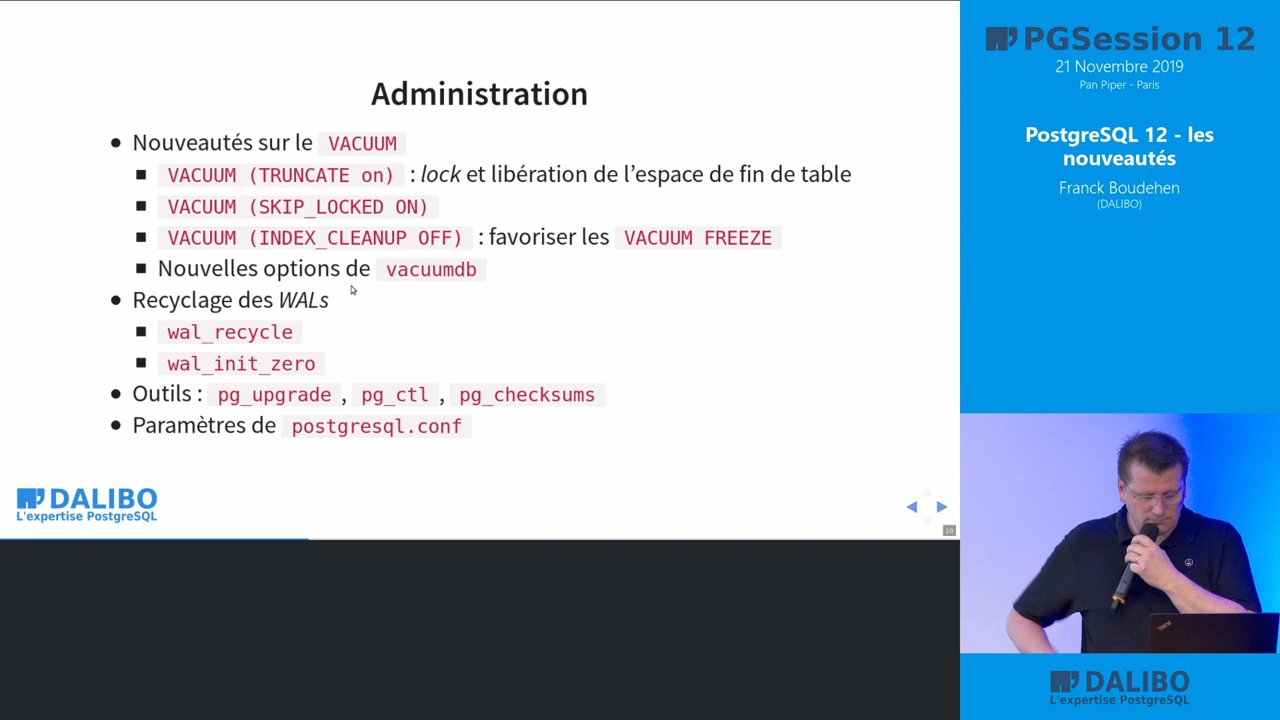 Administration
● Nouveautés sur le VACUUM
■ VACUUM (TRUNCATE on) : lock et libération de l’espace de fin de table
■ VACUUM (SKIP_LOCKED ON)
■ VACUUM (INDEX_CLEANUP OFF) : favoriser les VACUUM FREEZE
■ Nouvelles options de vacuumdb
● Recyclage des WALs
■ wal_recycle
■ wal_init_zero
● Outils : pg_upgrade , pg_ctl , pg_checksums
● Paramètres de postgresql.conf
DALIBO
L'expertise PostgreSQL
10
PGSession 12
21 Novembre 2019
Pan Piper - Paris
PostgreSQL 12 - les
nouveautés
Franck Boudehen
(DALIBO)
DALIBO
L'expertise PostgreSQL